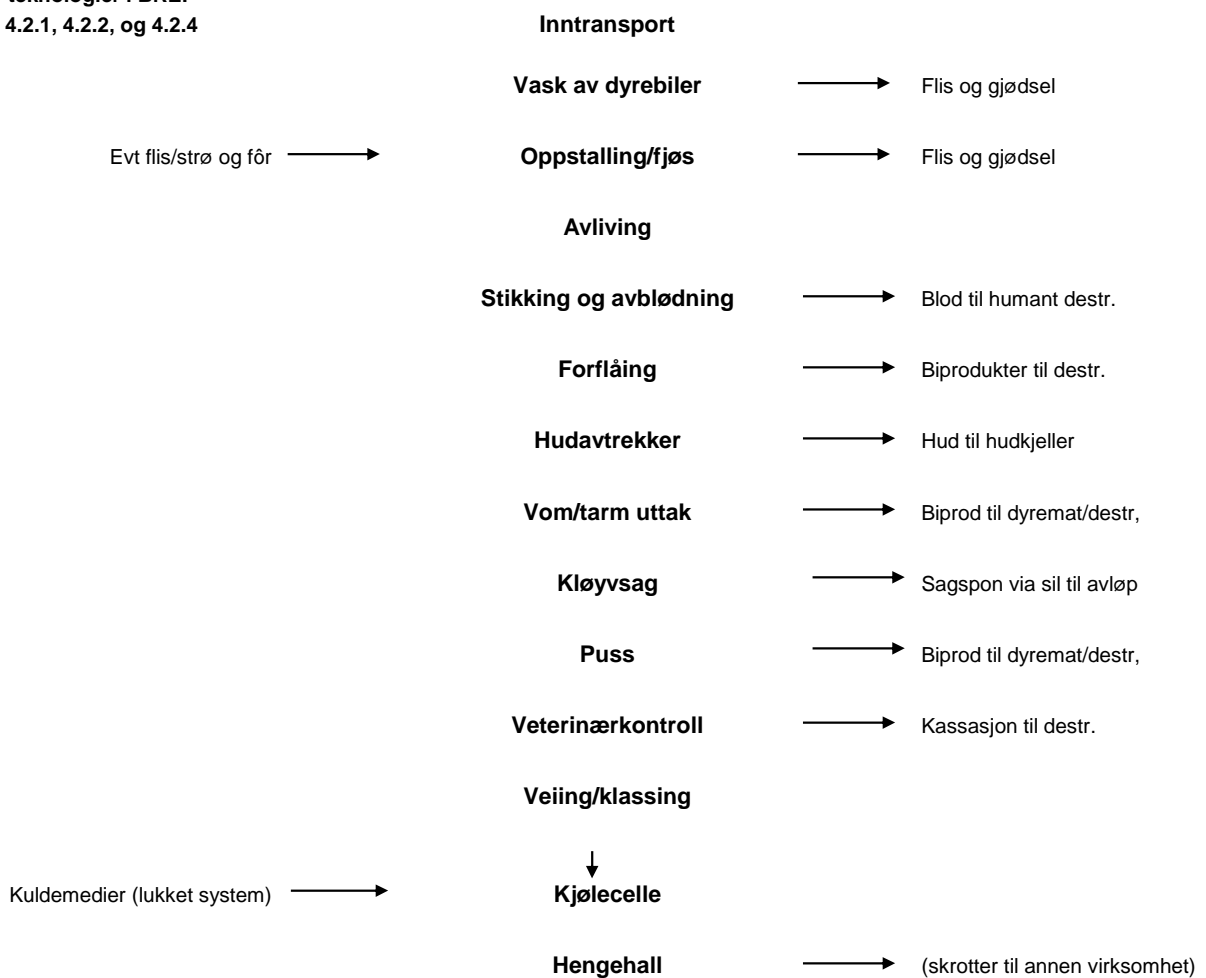 4.2.1, 4.2.2, og 4.2.4
Inntransport
Vask av dyrebiler
Flis og gjødsel
Evt flis/strø og fôr
Oppstalling/fjøs
Flis og gjødsel
Avliving
Stikking og avblødning
Blod til humant destr.
Forflåing
Biprodukter til destr.
Hudavtrekker
Hud til hudkjeller
Vom/tarm uttak
Biprod til dyremat/destr,
Kløyvsag
Sagspon via sil til avløp
Puss
Biprod til dyremat/destr,
Veterinærkontroll
Kassasjon til destr.
Veiing/klassing
Kuldemedier (lukket system)
Kjølecelle
Hengehall
(skrotter til annen virksomhet)